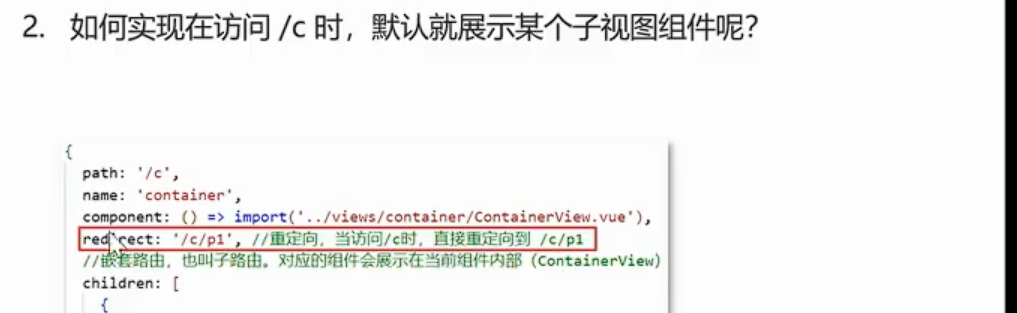 2. 如何实现在访问 /c 时，默认就展示某个子视图组件呢？
{
path: '/c',
name: 'container',
component: () => import('../views/container/ContainerView.vue'),
redirect: '/c/p1', //重定向，当访问/c时，直接重定向到 /c/p1
//嵌套路由，也叫子路由。对应的组件会展示在当前组件内部（ContainerView）
children: [
{